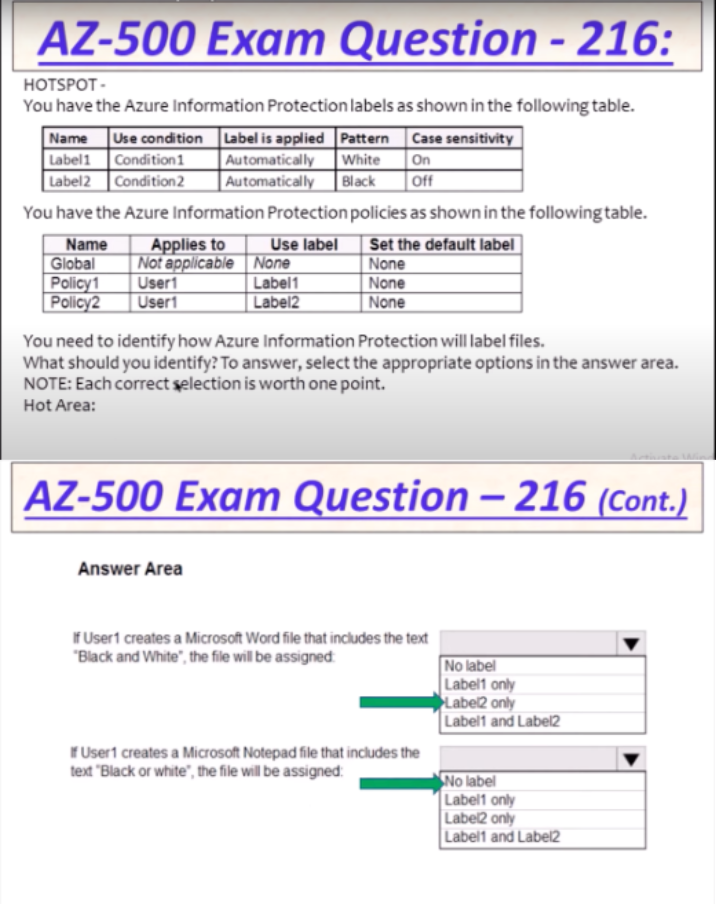 AZ-500 Exam Question - 216:
HOTSPOT -
You have the Azure Information Protection labels as shown in the following table.
Name Use condition Label is applied Pattern Case sensitivity
Label1 Condition1 Automatically White On
Label2 Condition2 Automatically Black Off
You have the Azure Information Protection policies as shown in the following table.
Name Applies to Use label Set the default label
Global Not applicable None None
Policy1 User1 Label1 None
Policy2 User1 Label2 None
You need to identify how Azure Information Protection will label files.
What should you identify? To answer, select the appropriate options in the answer area.
NOTE: Each correct selection is worth one point.
Hot Area:
AZ-500 Exam Question – 216 (Cont.)
Answer Area
If User1 creates a Microsoft Word file that includes the text
"Black and White", the file will be assigned:
No label
Label1 only
Label2 only
Label1 and Label2
If User1 creates a Microsoft Notepad file that includes the
text "Black or white", the file will be assigned:
No label
Label1 only
Label2 only
Label1 and Label2